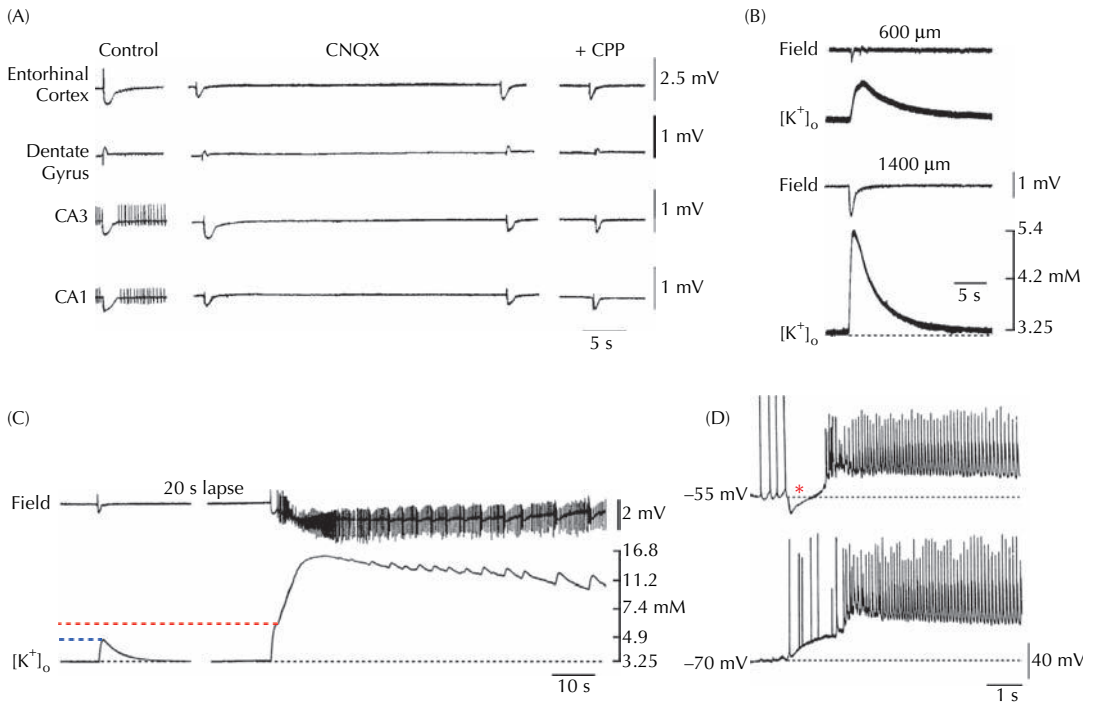 (A)
Control CNQX + CPP
Entorhinal
Cortex
2.5 mV
Dentate
Gyrus
1 mV
CA3
1 mV
CA1
1 mV
5 s
(B)
600 μm
Field
[K⁺]ₒ
1400 μm
Field
1 mV
5.4
4.2 mM
3.25
5 s
[K⁺]ₒ
(C)
Field
20 s lapse
2 mV
16.8
11.2
7.4 mM
4.9
3.25
[K⁺]ₒ
10 s
(D)
–55 mV
*
–70 mV
40 mV
1 s